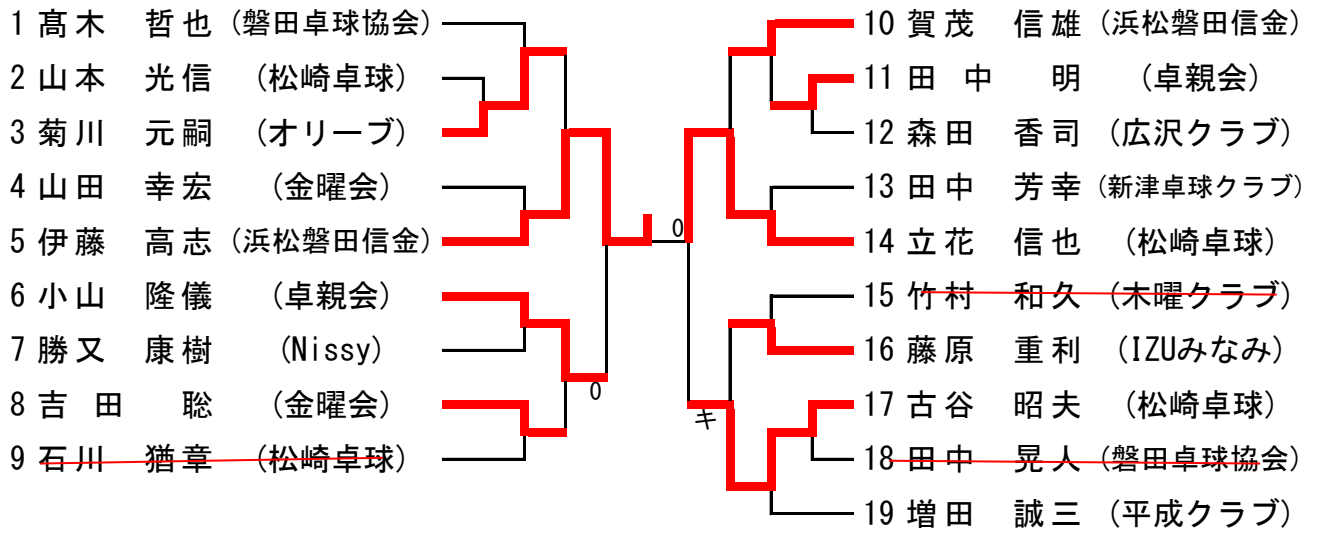 1 髙木 哲也 (磐田卓球協会)
2 山本 光信 (松崎卓球)
3 菊川 元嗣 (オリーブ)
4 山田 幸宏 (金曜会)
5 伊藤 高志 (浜松磐田信金)
6 小山 隆儀 (卓親会)
7 勝又 康樹 (Nissy)
8 吉田 聡 (金曜会)
9 石川 猶章 (松崎卓球)
0
0
キ
10 賀茂 信雄 (浜松磐田信金)
11 田中 明 (卓親会)
12 森田 香司 (広沢クラブ)
13 田中 芳幸 (新津卓球クラブ)
14 立花 信也 (松崎卓球)
15 竹村 和久 (木曜クラブ)
16 藤原 重利 (IZUみなみ)
17 古谷 昭夫 (松崎卓球)
18 田中 晃人 (磐田卓球協会)
19 増田 誠三 (平成クラブ)